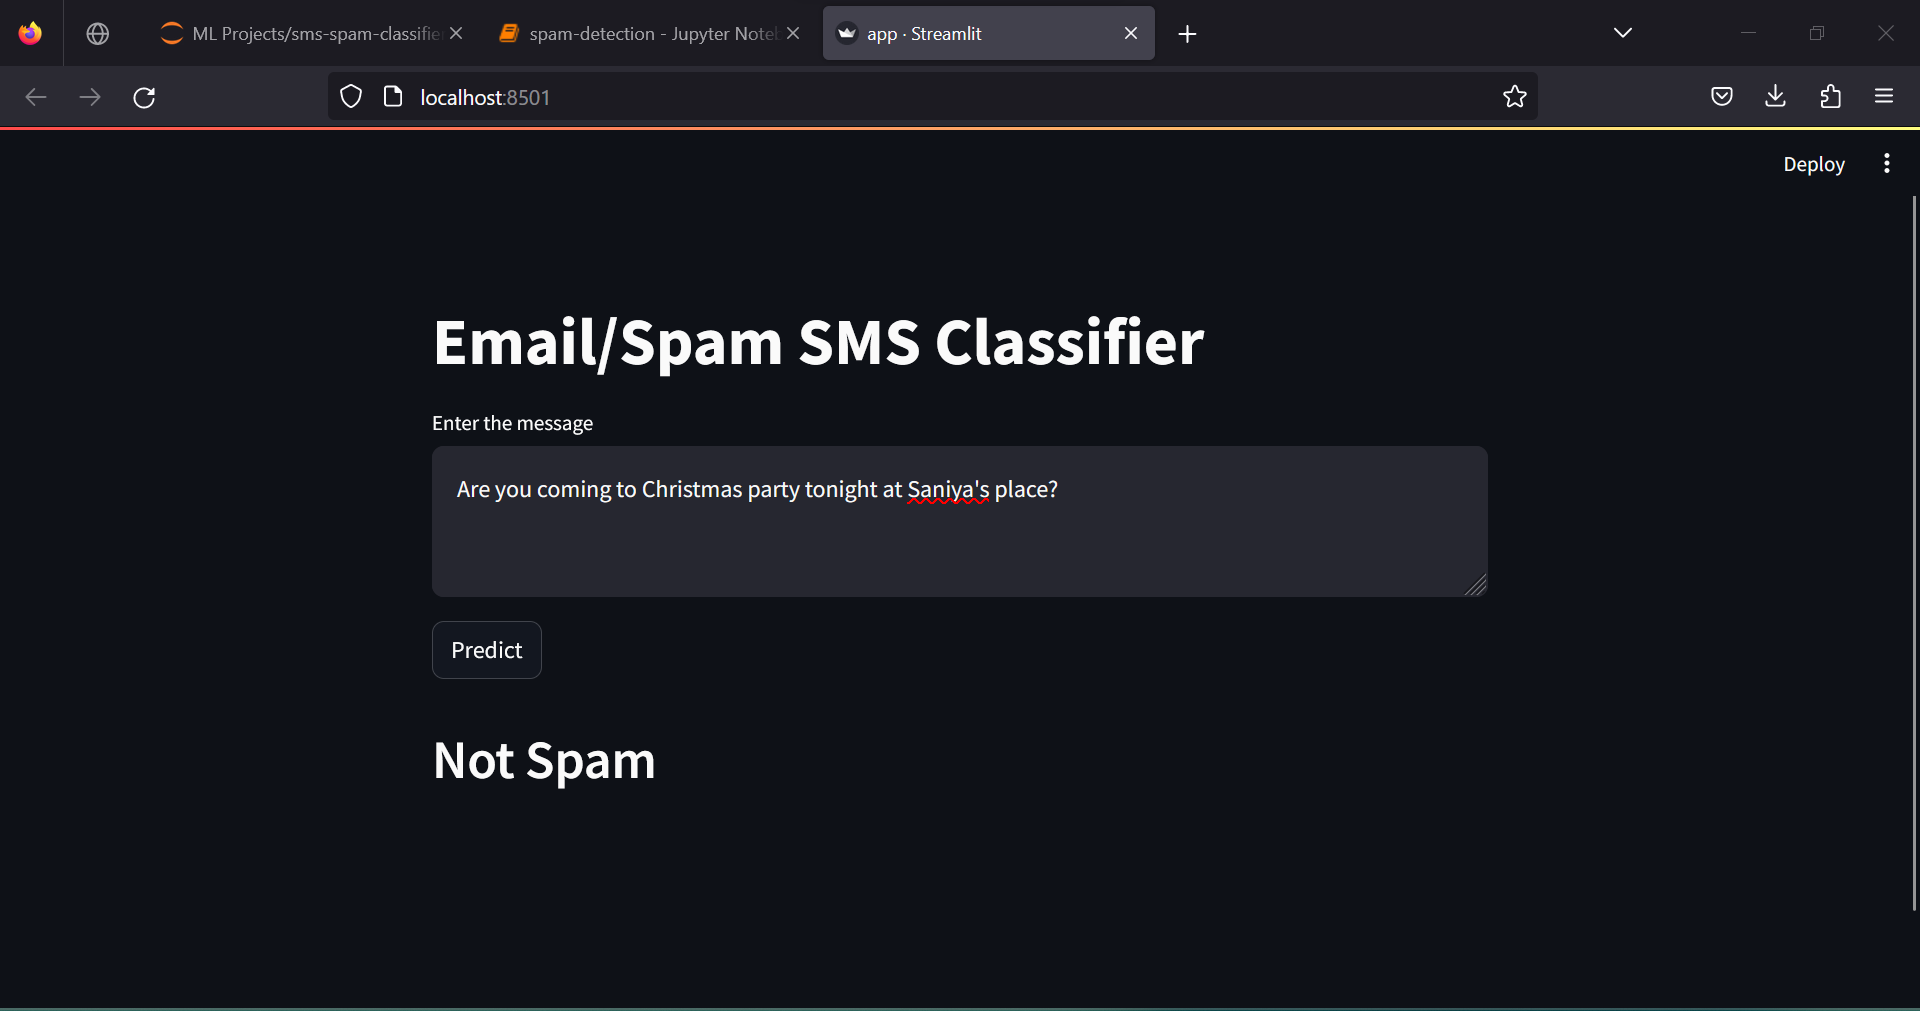 ML Projects/sms-spam-classifie
spam-detection - Jupyter Note
app · Streamlit
localhost:8501
Deploy
Email/Spam SMS Classifier
Enter the message
Are you coming to Christmas party tonight at Saniya's place?
Predict
Not Spam